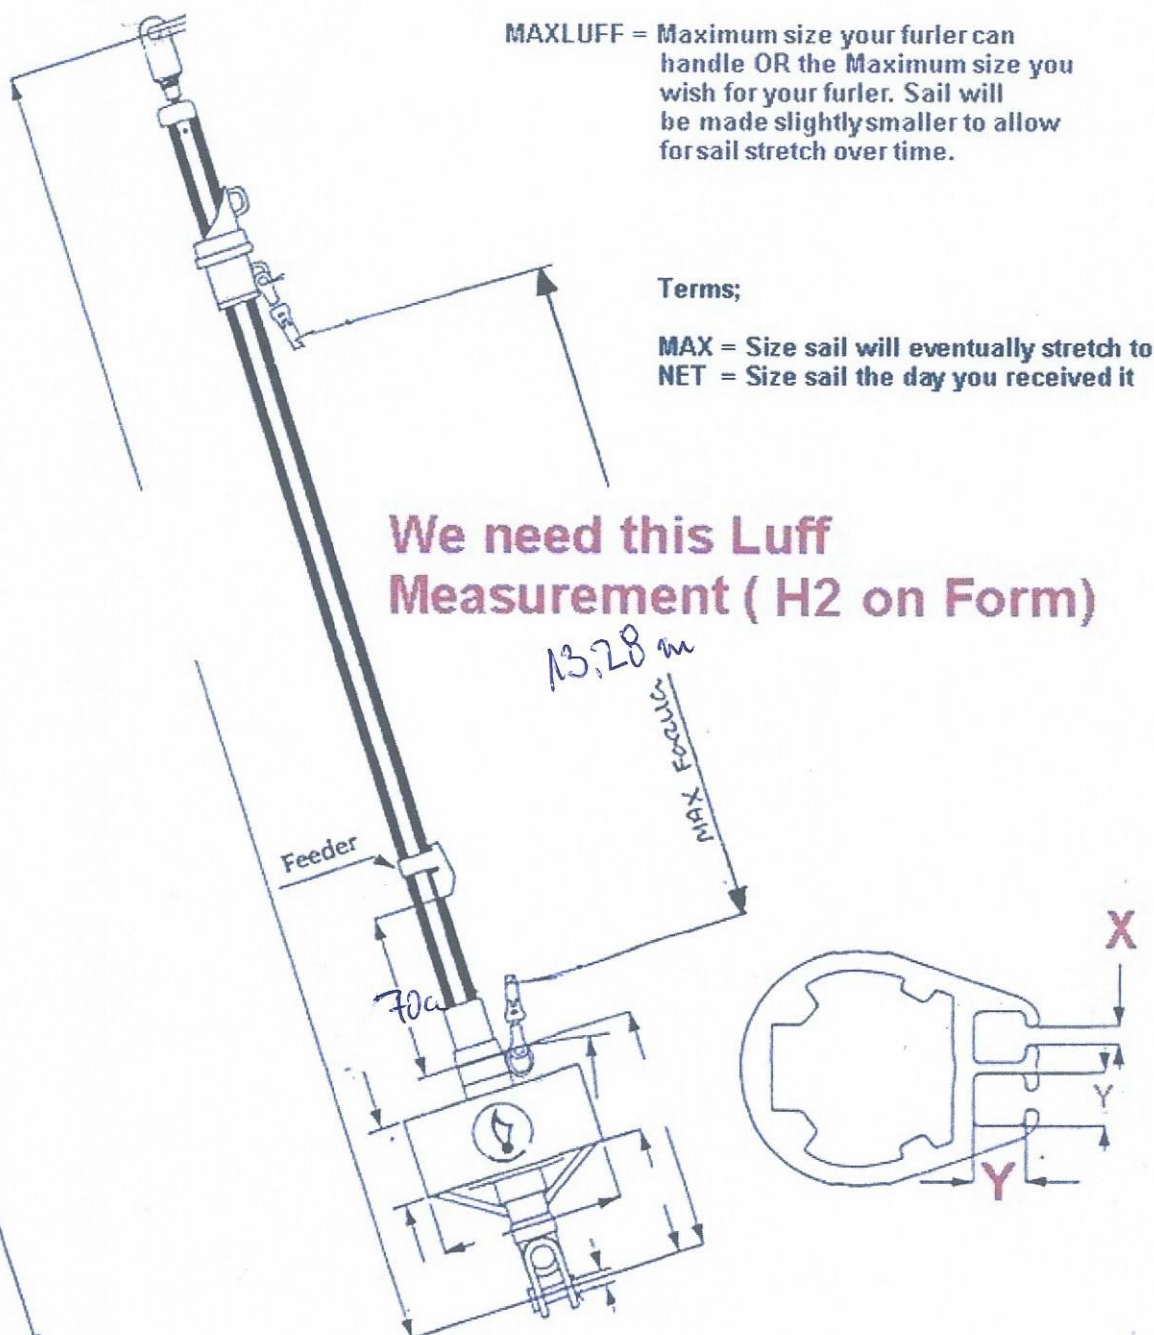 MAXLUFF = Maximum size your furler can
handle OR the Maximum size you
wish for your furler. Sail will
be made slightly smaller to allow
for sail stretch over time.
Terms;
MAX = Size sail will eventually stretch to
NET = Size sail the day you received it
We need this Luff
Measurement ( H2 on Form)
13,28 m
MAX
Feeder
70
X
Y
Y